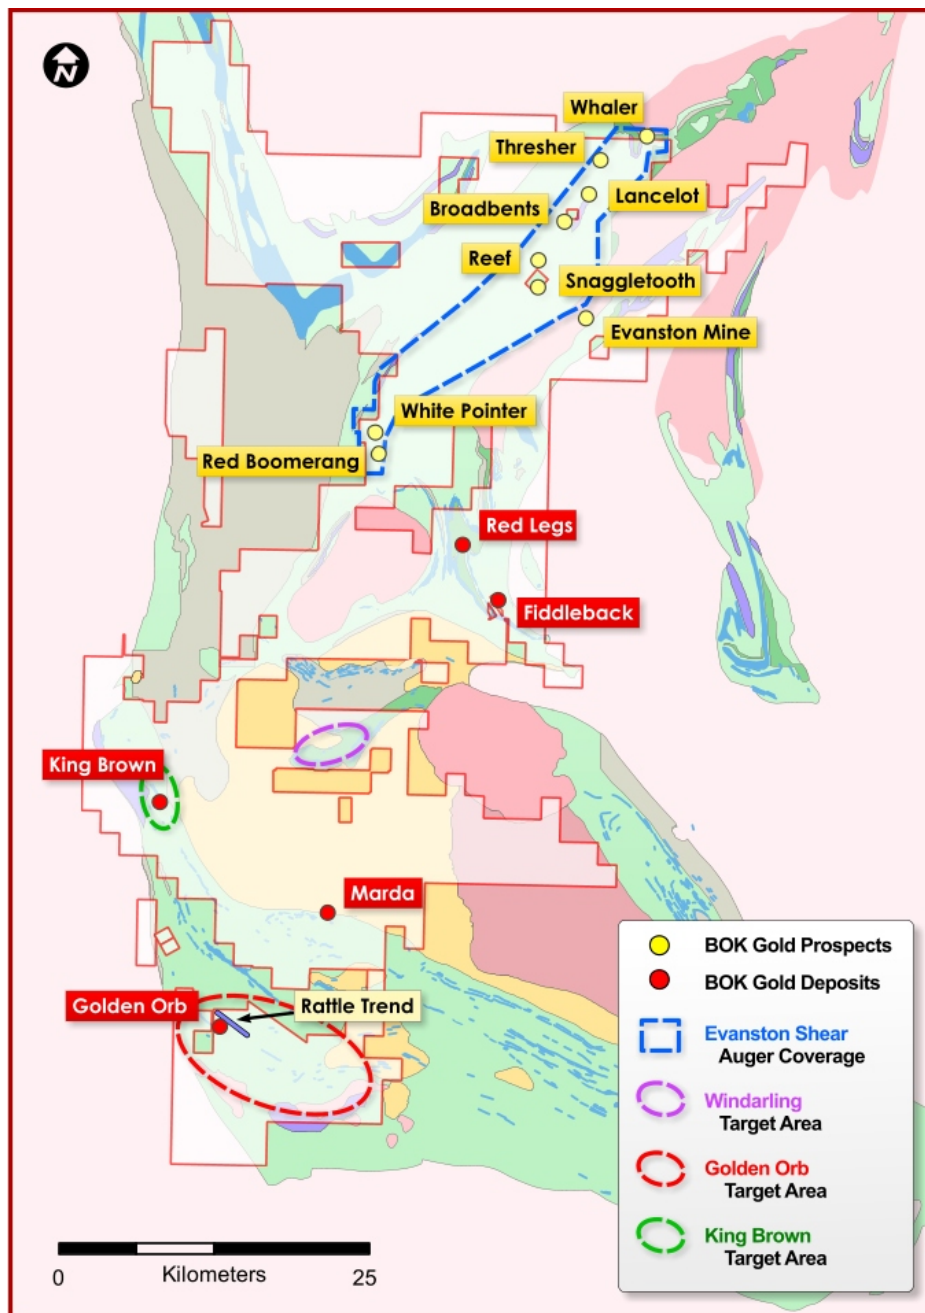 N
Whaler
Thresher
Lancelot
Broadbents
Reef
Snaggletooth
Evanston Mine
White Pointer
Red Boomerang
Red Legs
Fiddleback
King Brown
Marda
Golden Orb
Rattle Trend
BOK Gold Prospects
BOK Gold Deposits
Evanston Shear
Auger Coverage
Windarling
Target Area
Golden Orb
Target Area
King Brown
Target Area
0 25
Kilometers